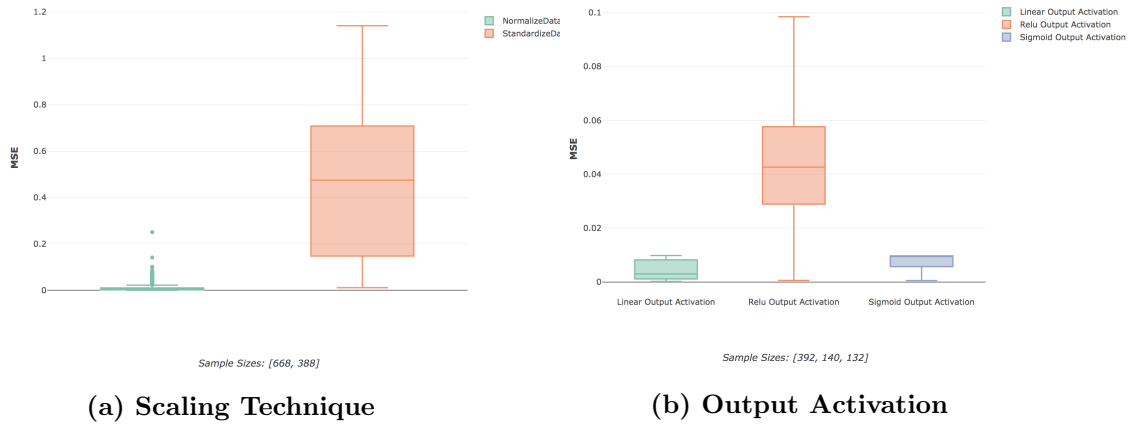 1.2
1
0.8
0.6
0.4
0.2
0
MSE
NormalizeData
StandardizeDa
Sample Sizes: [668, 388]
(a) Scaling Technique
0.1
0.08
0.06
0.04
0.02
0
MSE
Linear Output Activation
Relu Output Activation
Sigmoid Output Activation
Linear Output Activation Relu Output Activation Sigmoid Output Activation
Sample Sizes: [392, 140, 132]
(b) Output Activation